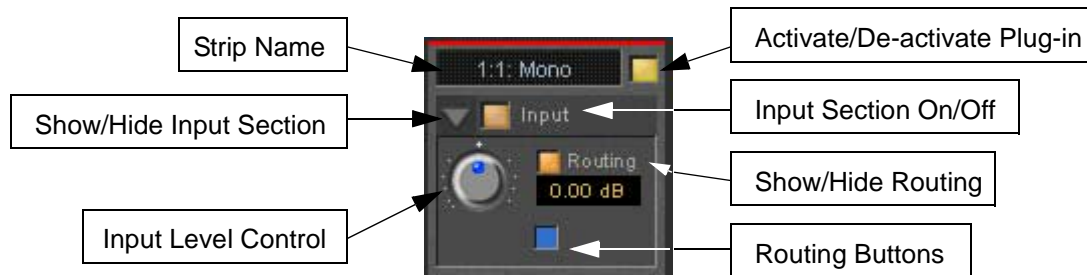 Strip Name
Activate/De-activate Plug-in
1:1: Mono
Show/Hide Input Section
Input
Input Section On/Off
Routing
0.00 dB
Show/Hide Routing
Input Level Control
Routing Buttons